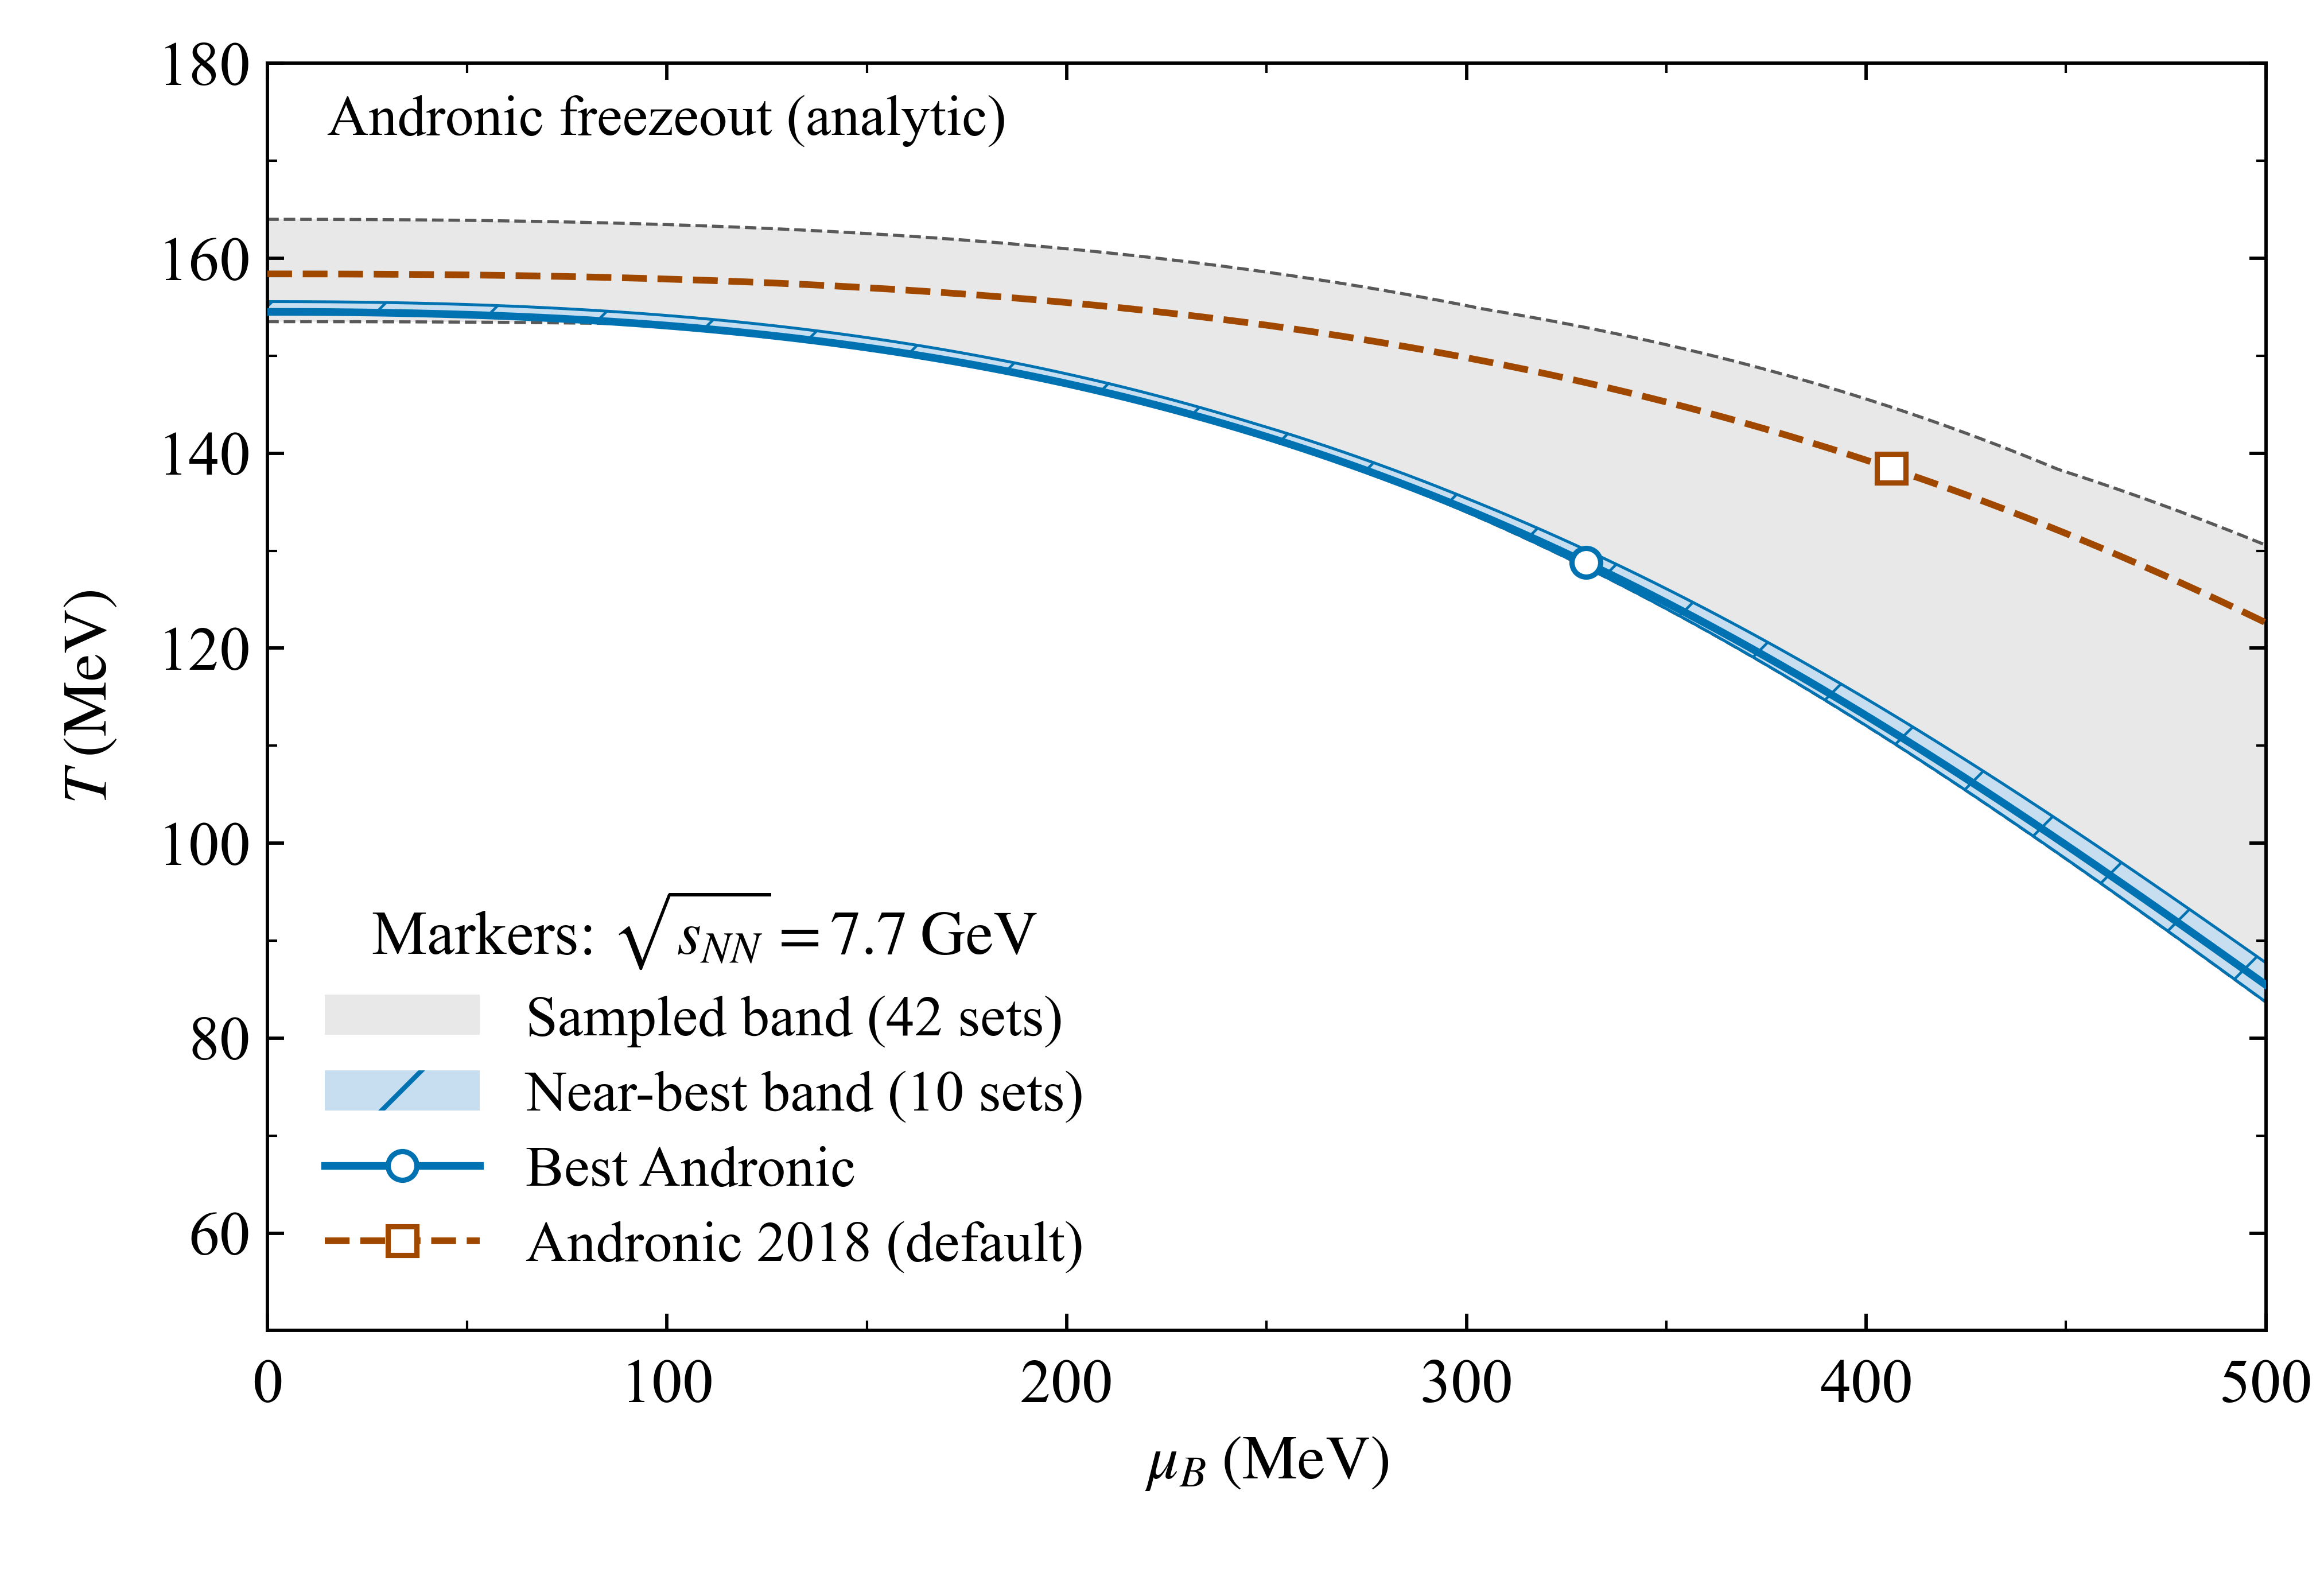 180
Andronic freezeout (analytic)
160
140
120
T (MeV)
100
Markers: √s_NN = 7.7 GeV
Sampled band (42 sets)
80
Near-best band (10 sets)
Best Andronic
60
Andronic 2018 (default)
0 100 200 300 400 500
μ_B (MeV)